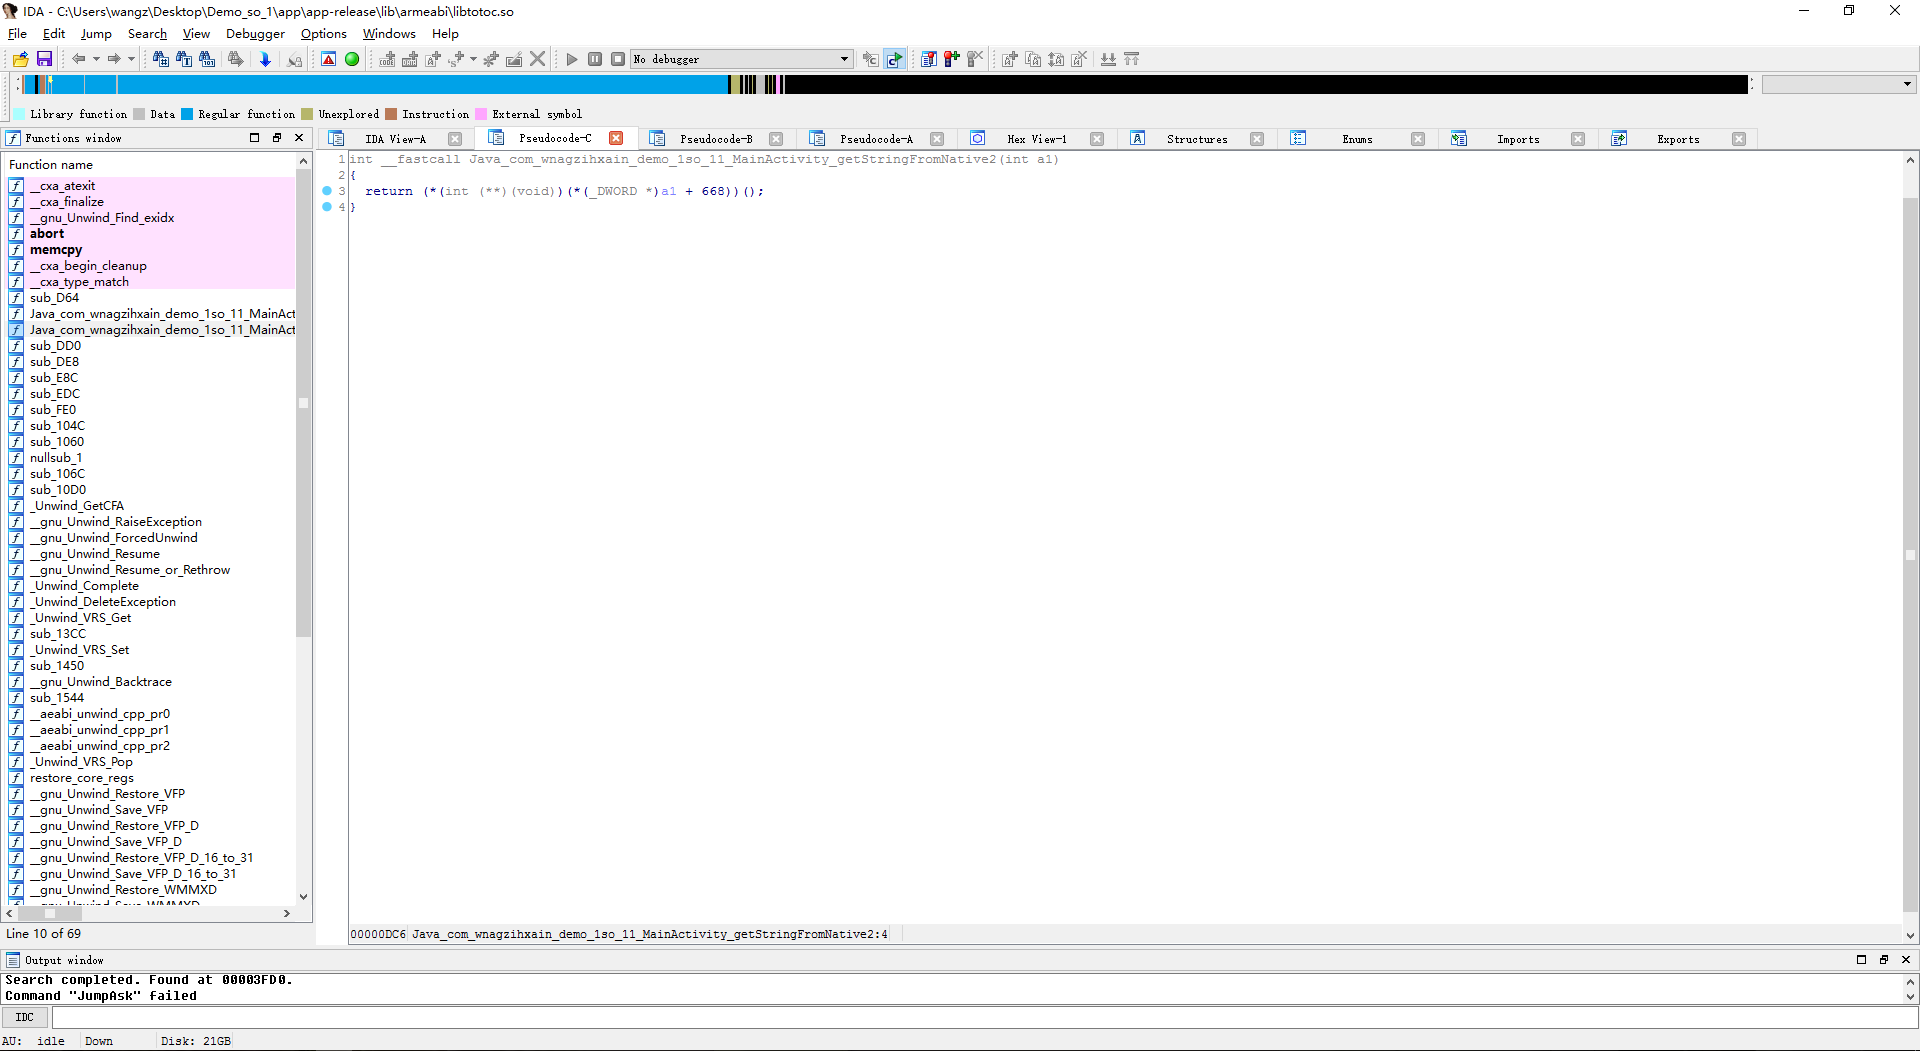 IDA - C:\Users\wangz\Desktop\Demo_so_1\app\app-release\lib\armeabi\libtotoc.so
File Edit Jump Search View Debugger Options Windows Help
No debugger
Library function Data Regular function Unexplored Instruction External symbol
Functions window
IDA View-A Pseudocode-C Pseudocode-B Pseudocode-A Hex View-1 Structures Enums Imports Exports
Function name
__cxa_atexit
__cxa_finalize
__gnu_Unwind_Find_exidx
abort
memcpy
__cxa_begin_cleanup
__cxa_type_match
sub_D64
Java_com_wnagzihxain_demo_1so_11_MainAct
Java_com_wnagzihxain_demo_1so_11_MainAct
sub_DD0
sub_DE8
sub_E8C
sub_EDC
sub_FE0
sub_104C
sub_1060
nullsub_1
sub_106C
sub_10D0
_Unwind_GetCFA
__gnu_Unwind_RaiseException
__gnu_Unwind_ForcedUnwind
__gnu_Unwind_Resume
__gnu_Unwind_Resume_or_Rethrow
_Unwind_Complete
_Unwind_DeleteException
_Unwind_VRS_Get
sub_13CC
_Unwind_VRS_Set
sub_1450
__gnu_Unwind_Backtrace
sub_1544
__aeabi_unwind_cpp_pr0
__aeabi_unwind_cpp_pr1
__aeabi_unwind_cpp_pr2
_Unwind_VRS_Pop
restore_core_regs
__gnu_Unwind_Restore_VFP
__gnu_Unwind_Save_VFP
__gnu_Unwind_Restore_VFP_D
__gnu_Unwind_Save_VFP_D
__gnu_Unwind_Restore_VFP_D_16_to_31
__gnu_Unwind_Save_VFP_D_16_to_31
__gnu_Unwind_Restore_WMMXD
__gnu_Unwind_Save_WMMXD
Line 10 of 69
1 int __fastcall Java_com_wnagzihxain_demo_1so_11_MainActivity_getStringFromNative2(int a1)
2 {
3 return (*(int (**)(void))(*(_DWORD *)a1 + 668))();
4 }
00000DC6 Java_com_wnagzihxain_demo_1so_11_MainActivity_getStringFromNative2:4
Output window
Search completed. Found at 00003FD0.
Command "JumpAsk" failed
IDC
AU: idle Down Disk: 21GB